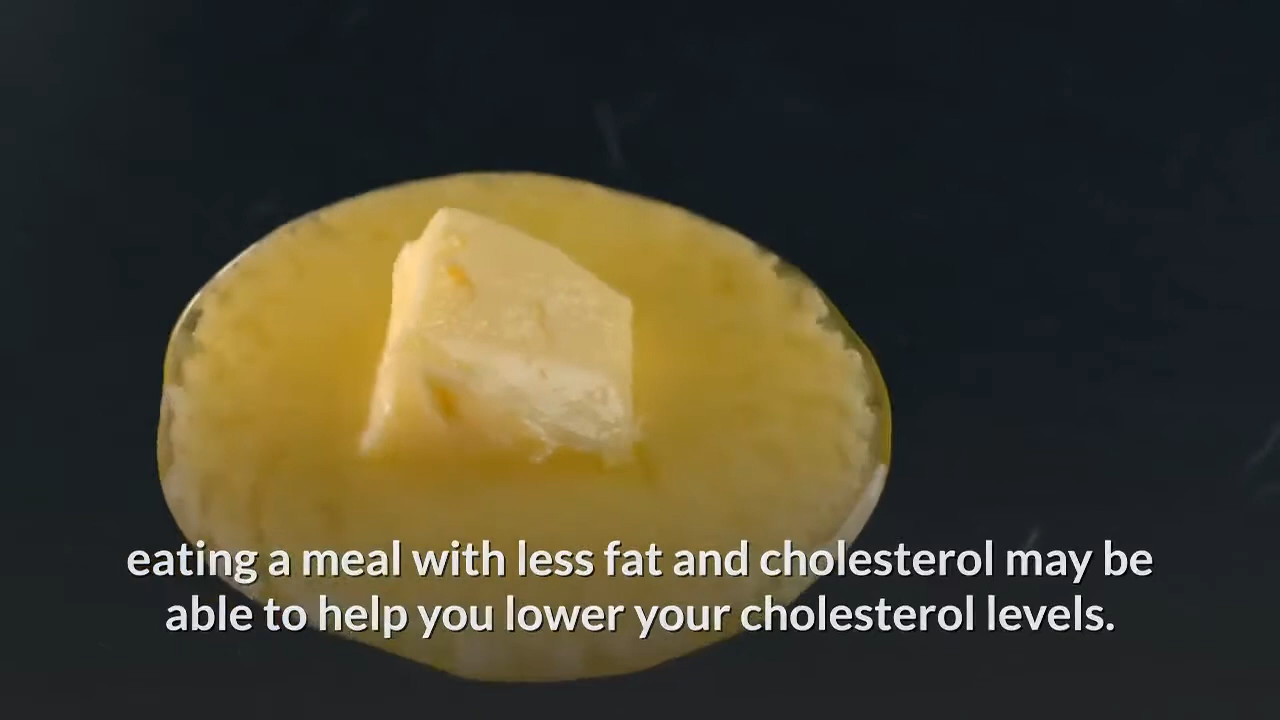 eating a meal with less fat and cholesterol may be
able to help you lower your cholesterol levels.